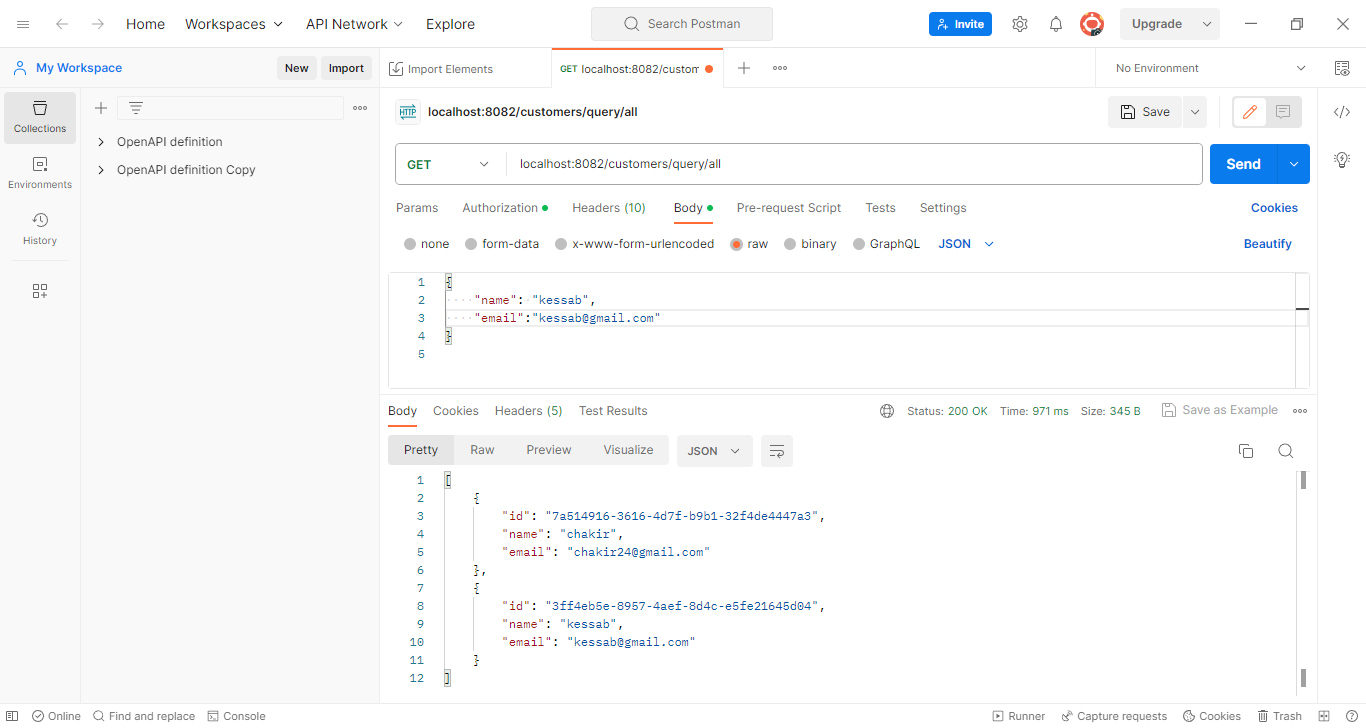 Home Workspaces API Network Explore Search Postman Invite Upgrade
My Workspace New Import Import Elements GET localhost:8082/custom No Environment
Collections
Environments
History
OpenAPI definition
OpenAPI definition Copy
HTTP localhost:8082/customers/query/all Save
GET localhost:8082/customers/query/all Send
Params Authorization Headers (10) Body Pre-request Script Tests Settings Cookies
none form-data x-www-form-urlencoded raw binary GraphQL JSON Beautify
1 {
2 "name": "kessab",
3 "email":"kessab@gmail.com"
4 }
5
Body Cookies Headers (5) Test Results Status: 200 OK Time: 971 ms Size: 345 B Save as Example
Pretty Raw Preview Visualize JSON
1 [
2 {
3 "id": "7a514916-3616-4d7f-b9b1-32f4de4447a3",
4 "name": "chakir",
5 "email": "chakir24@gmail.com"
6 },
7 {
8 "id": "3ff4eb5e-8957-4aef-8d4c-e5fe21645d04",
9 "name": "kessab",
10 "email": "kessab@gmail.com"
11 }
12 ]
Online Find and replace Console Runner Capture requests Cookies Trash